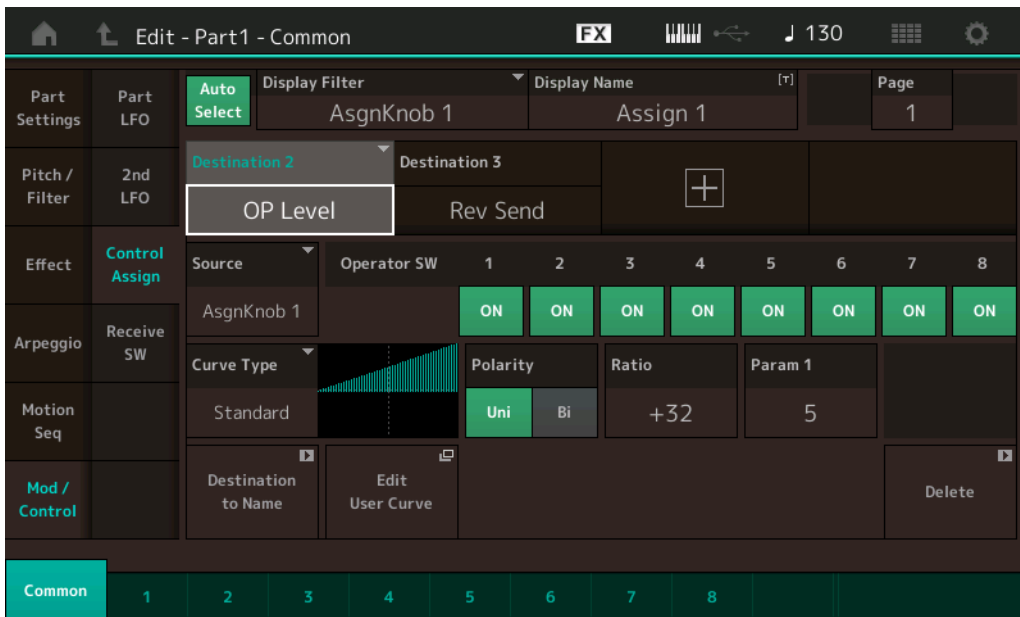 Edit - Part1 - Common
FX
♩ 130
Part
Settings
Pitch /
Filter
Effect
Arpeggio
Motion
Seq
Mod /
Control
Part
LFO
2nd
LFO
Control
Assign
Receive
SW
Auto
Select
Display Filter
AsgnKnob 1
Display Name [T]
Assign 1
Page
1
Destination 2
OP Level
Destination 3
Rev Send
+
Source
AsgnKnob 1
Operator SW 1 2 3 4 5 6 7 8
ON ON ON ON ON ON ON ON
Curve Type
Standard
Polarity
Uni Bi
Ratio
+32
Param 1
5
Destination
to Name
Edit
User Curve
Delete
Common 1 2 3 4 5 6 7 8